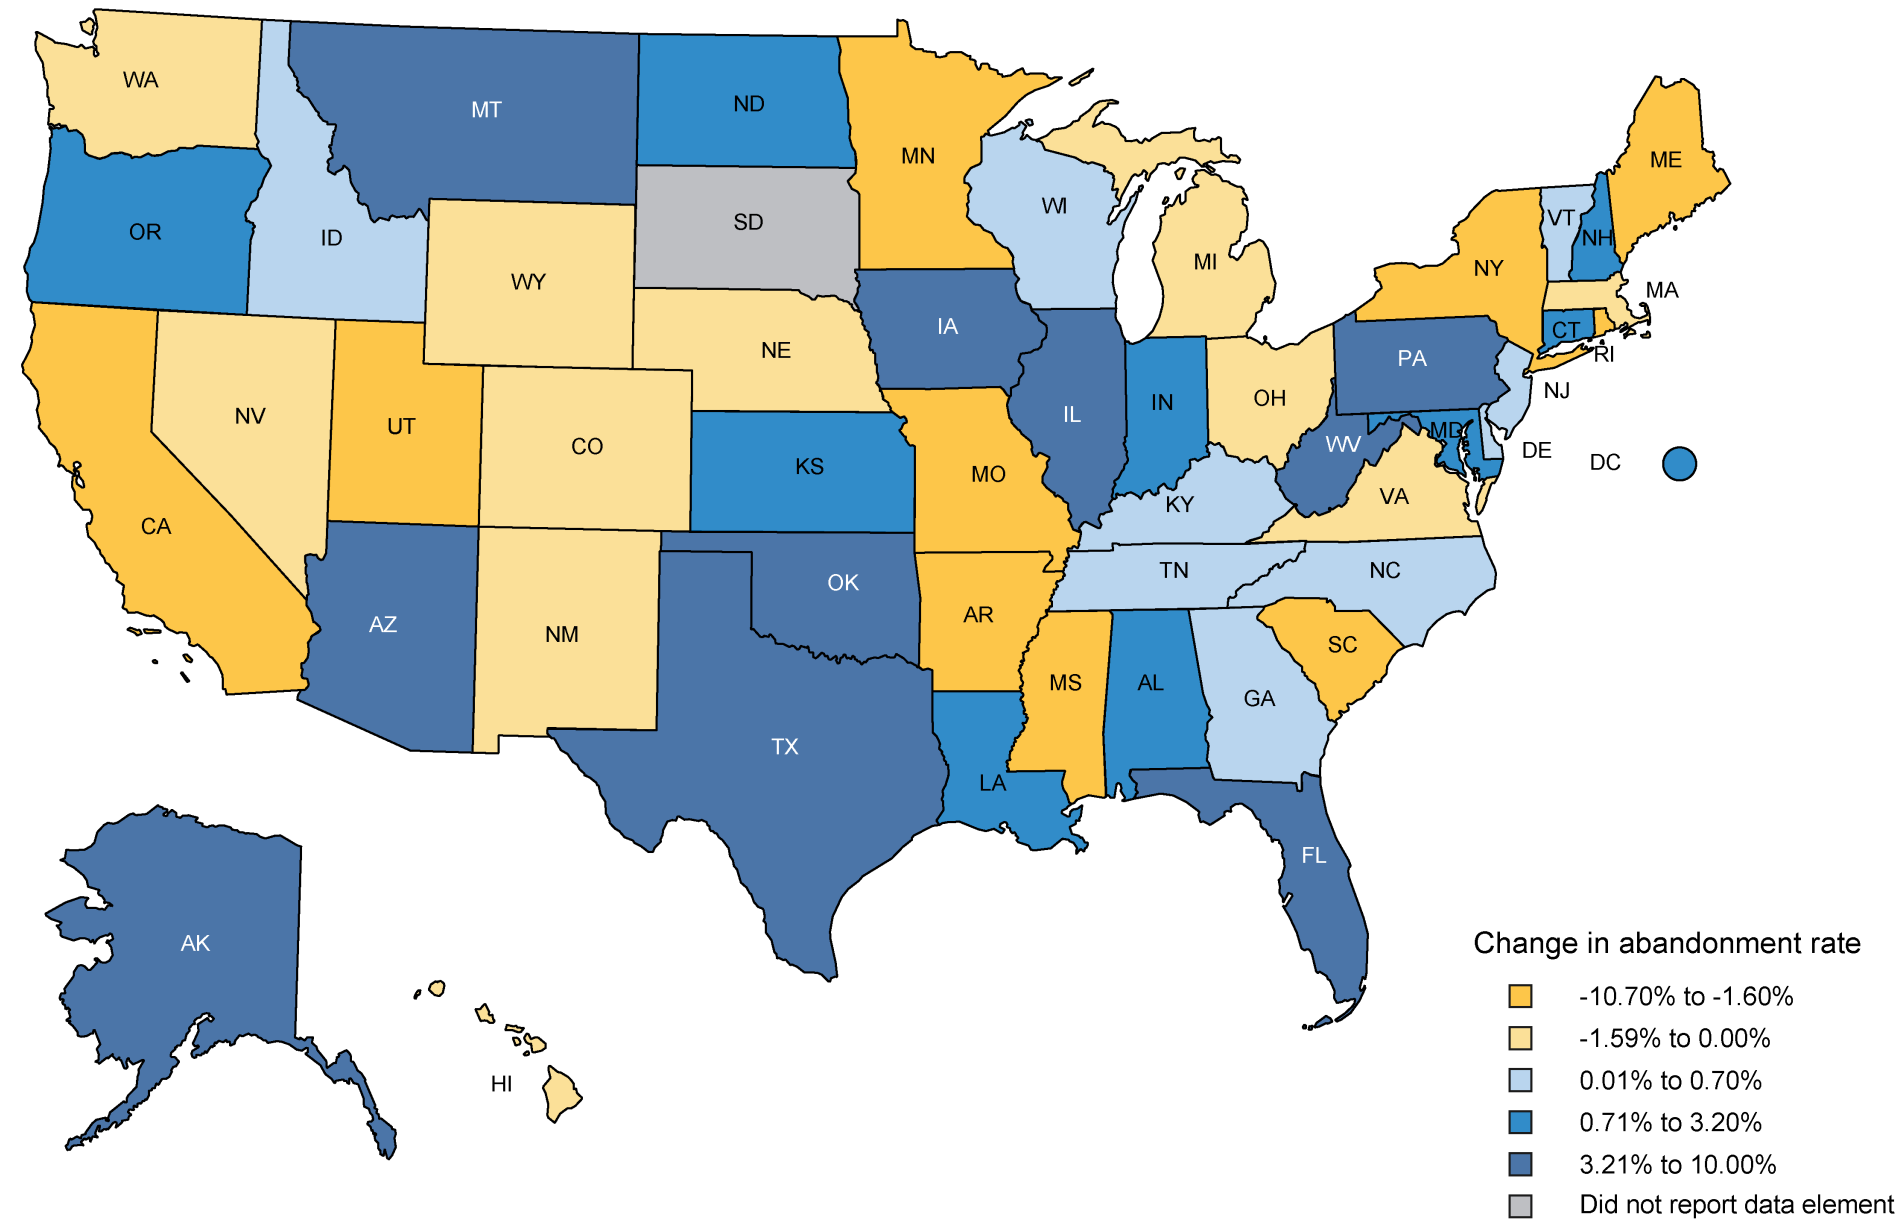 WA
MT
ND
MN
ME
OR
ID
SD
WI
VT
NH
WY
MI
NY
MA
IA
NE
CT
RI
PA
NV
UT
CO
KS
MO
IL
IN
OH
NJ
WV
MD
DE
DC
CA
KY
VA
AZ
NM
OK
AR
TN
NC
SC
MS
AL
GA
TX
LA
FL
AK
HI
Change in abandonment rate
-10.70% to -1.60%
-1.59% to 0.00%
0.01% to 0.70%
0.71% to 3.20%
3.21% to 10.00%
Did not report data element